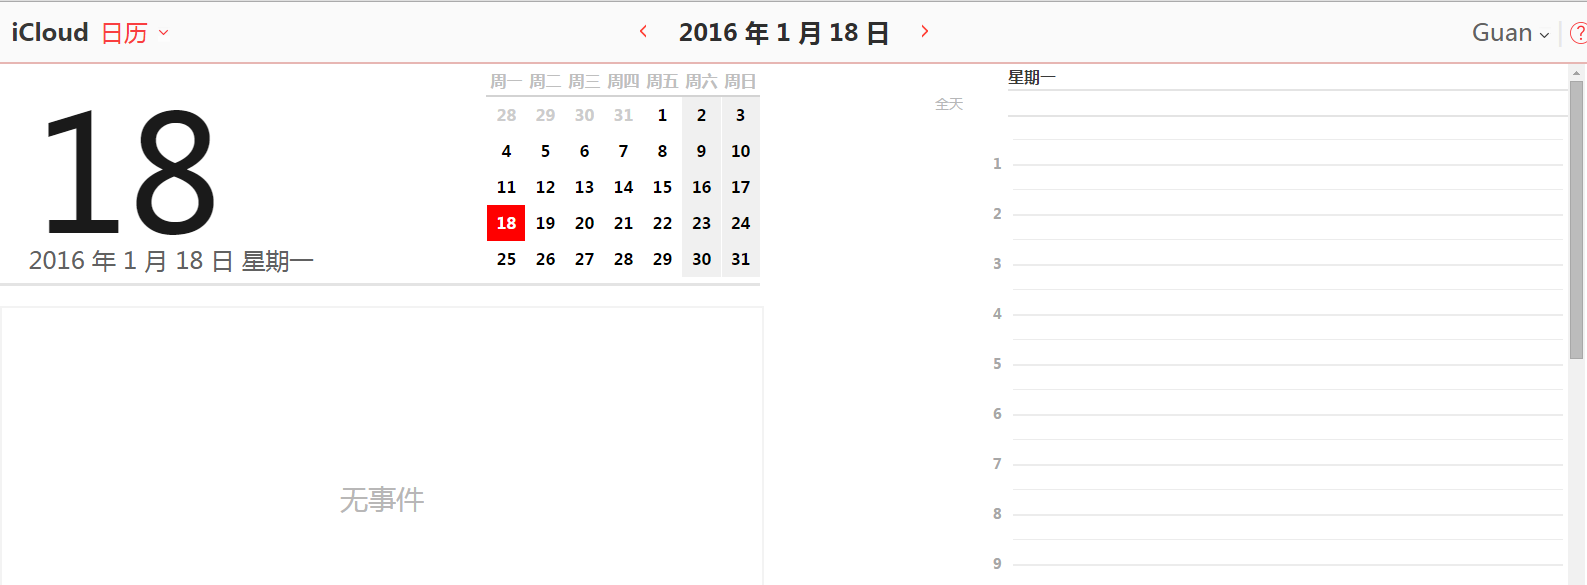 iCloud 日历
2016 年 1 月 18 日
Guan
?
18
2016 年 1 月 18 日 星期一
周一 周二 周三 周四 周五 周六 周日
28 29 30 31 1 2 3
4 5 6 7 8 9 10
11 12 13 14 15 16 17
18 19 20 21 22 23 24
25 26 27 28 29 30 31
无事件
星期一
全天
1
2
3
4
5
6
7
8
9